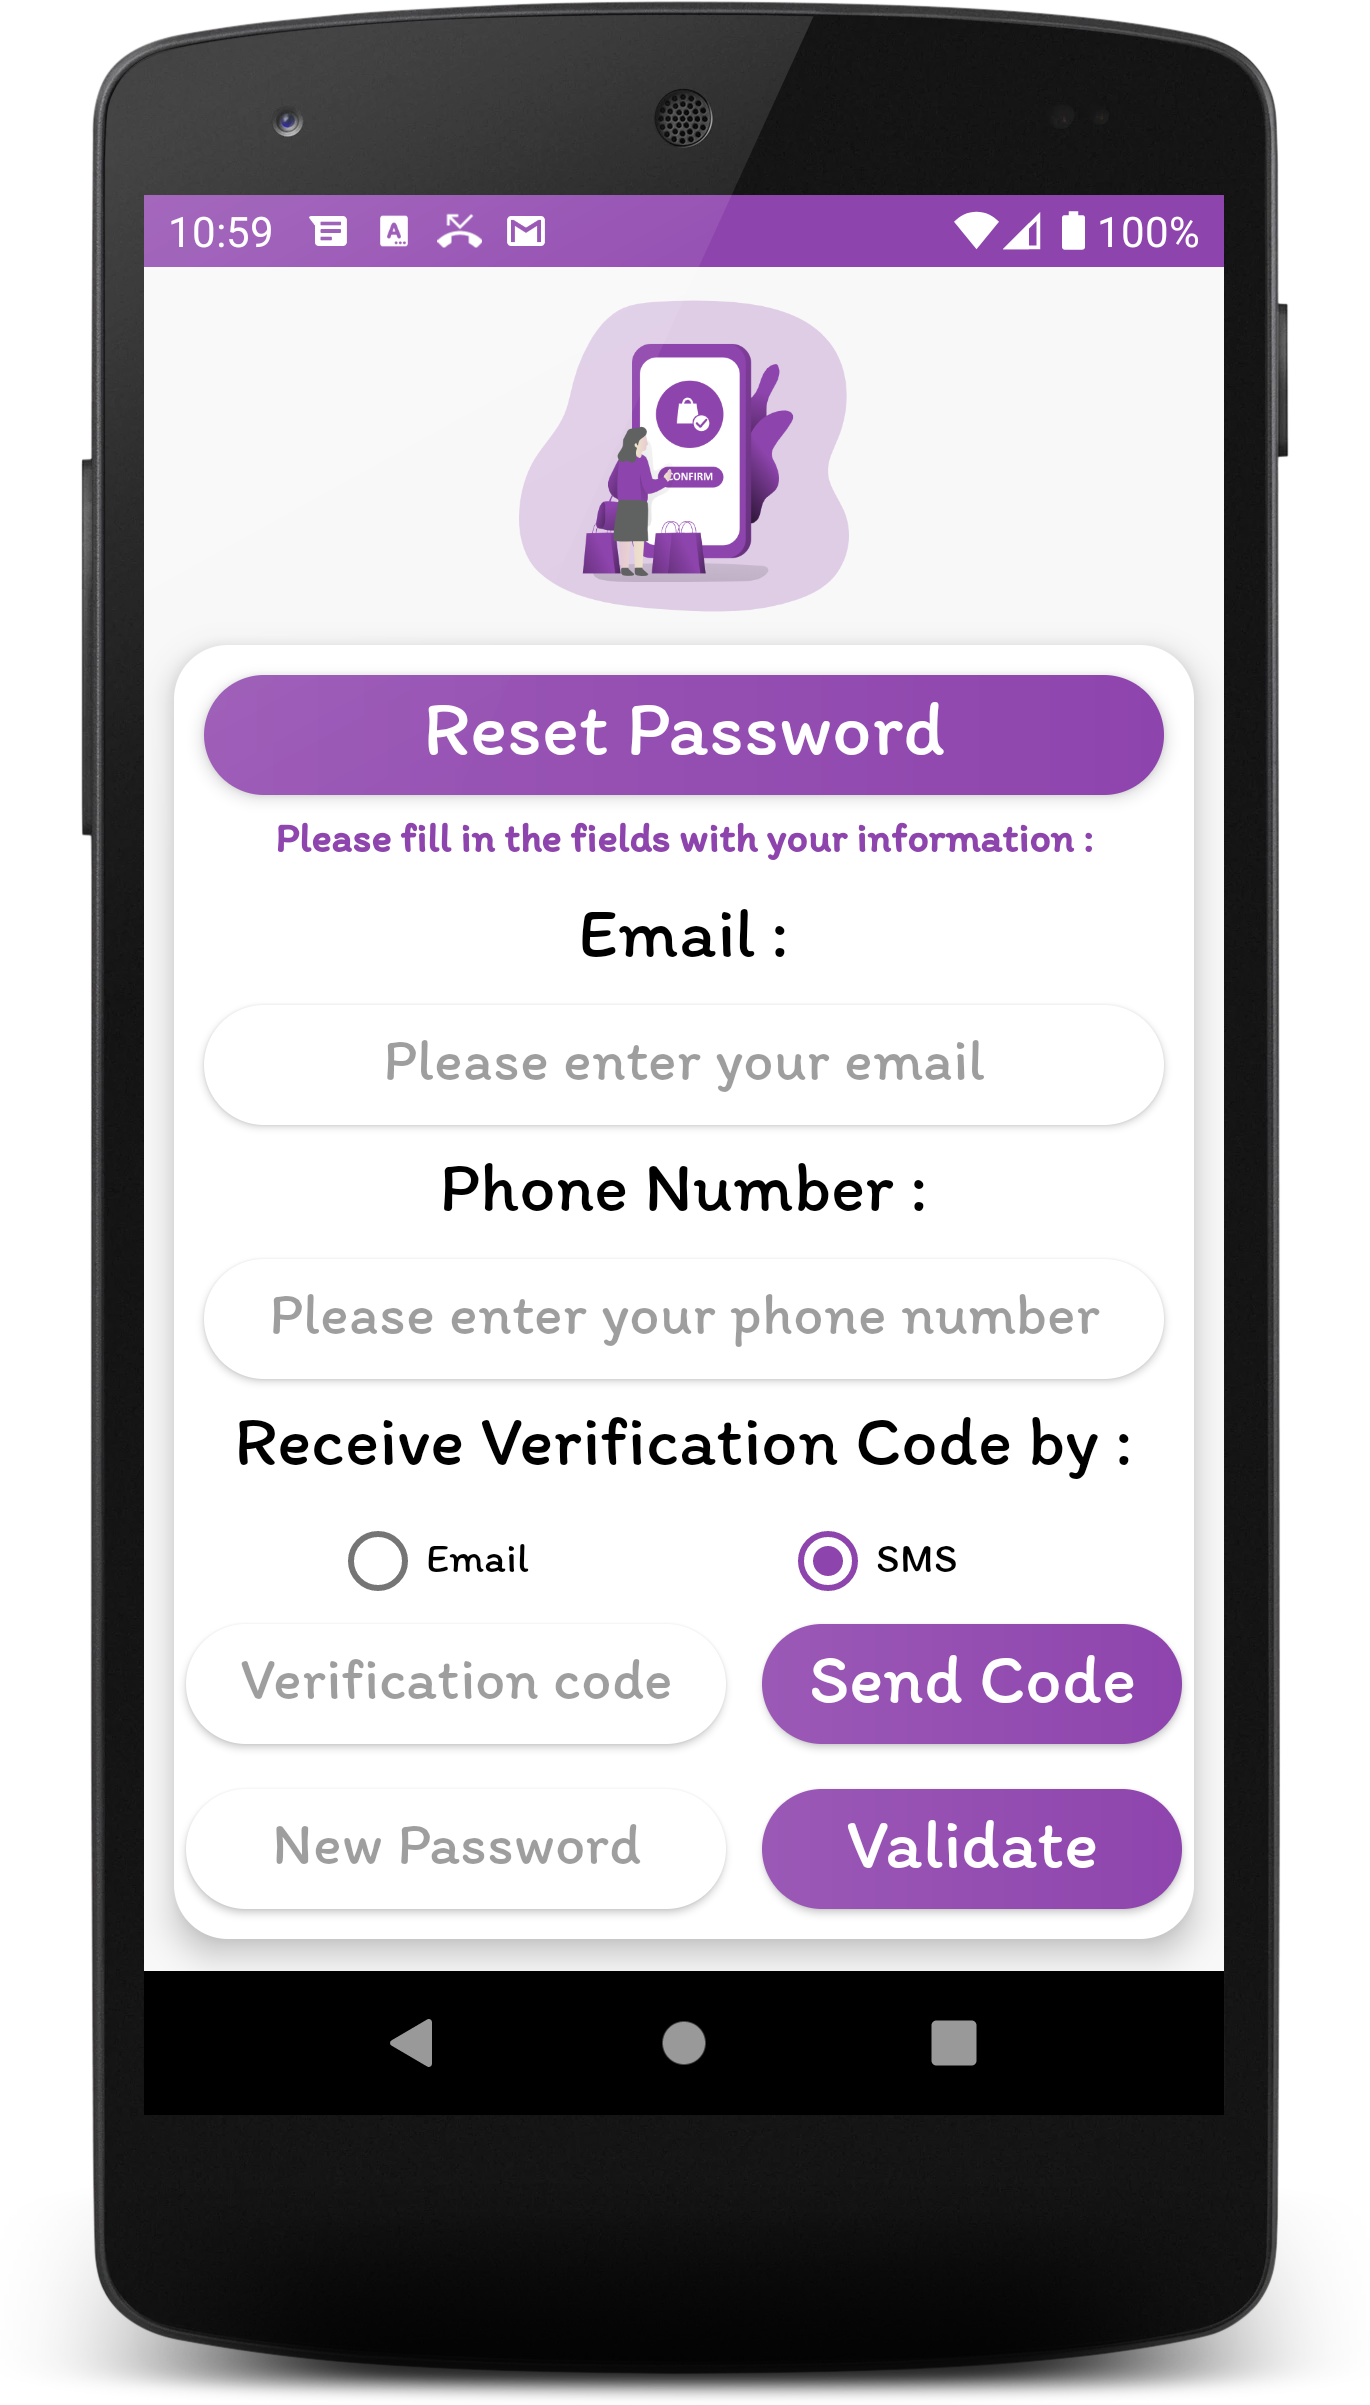 10:59 A 100%
CONFIRM
Reset Password
Please fill in the fields with your information :
Email :
Please enter your email
Phone Number :
Please enter your phone number
Receive Verification Code by :
Email SMS
Verification code Send Code
New Password Validate